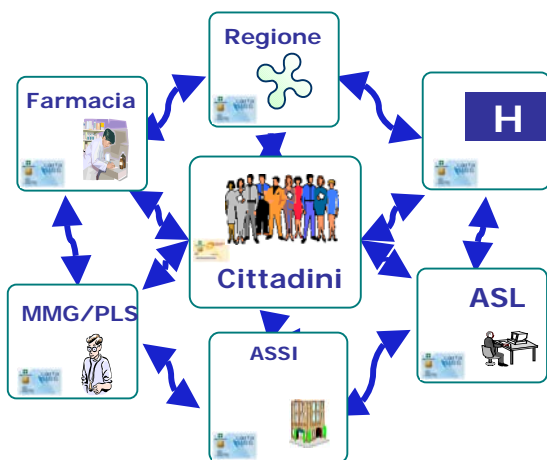 Regione
Farmacia
H
Cittadini
MMG/PLS
ASL
ASSI